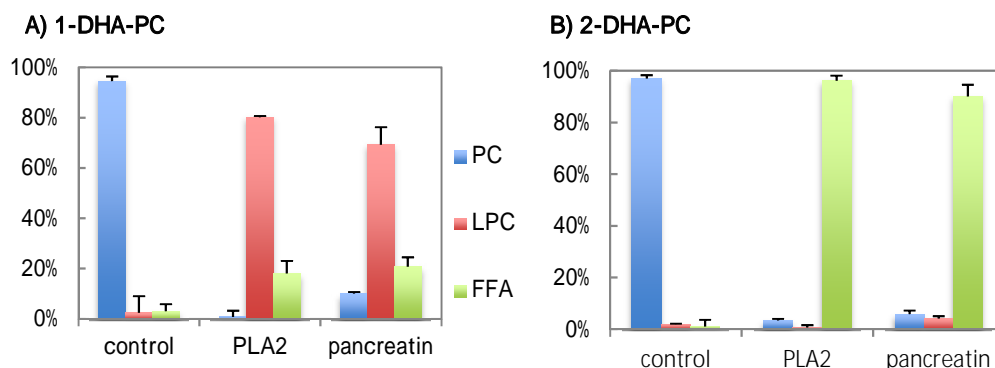 A) 1-DHA-PC
100%
80%
60%
40%
20%
0%
control PLA2 pancreatin
PC
LPC
FFA
B) 2-DHA-PC
100%
80%
60%
40%
20%
0%
control PLA2 pancreatin